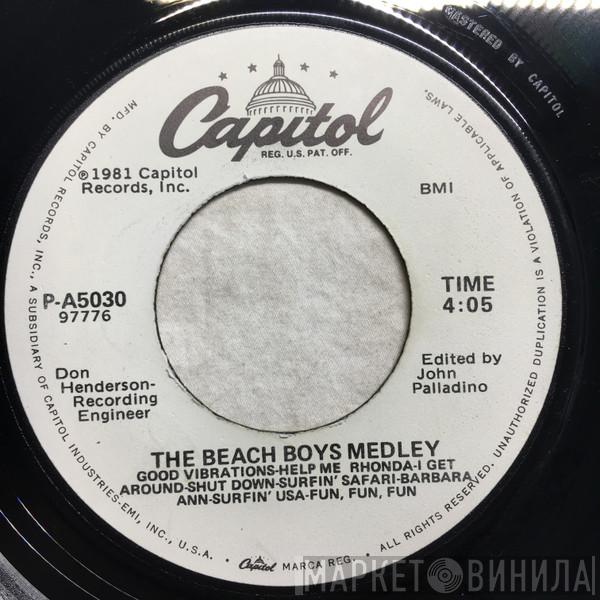 MASTERED BY CAPITOL
Capitol
REG. U.S. PAT. OFF.
℗1981 Capitol
Records, Inc.
BMI
P-A5030
97776
TIME
4:05
Don
Henderson-
Recording
Engineer
Edited by
John
Palladino
THE BEACH BOYS MEDLEY
GOOD VIBRATIONS-HELP ME RHONDA-I GET
AROUND-SHUT DOWN-SURFIN' SAFARI-BARBARA
ANN-SURFIN' USA-FUN, FUN, FUN
MFD. BY CAPITOL RECORDS, INC., A SUBSIDIARY OF CAPITOL INDUSTRIES-EMI, INC., U.S.A. • Capitol MARCA REG. • ALL RIGHTS RESERVED. UNAUTHORIZED DUPLICATION IS A VIOLATION OF APPLICABLE LAWS.
МАРКЕТ ВИНИЛА